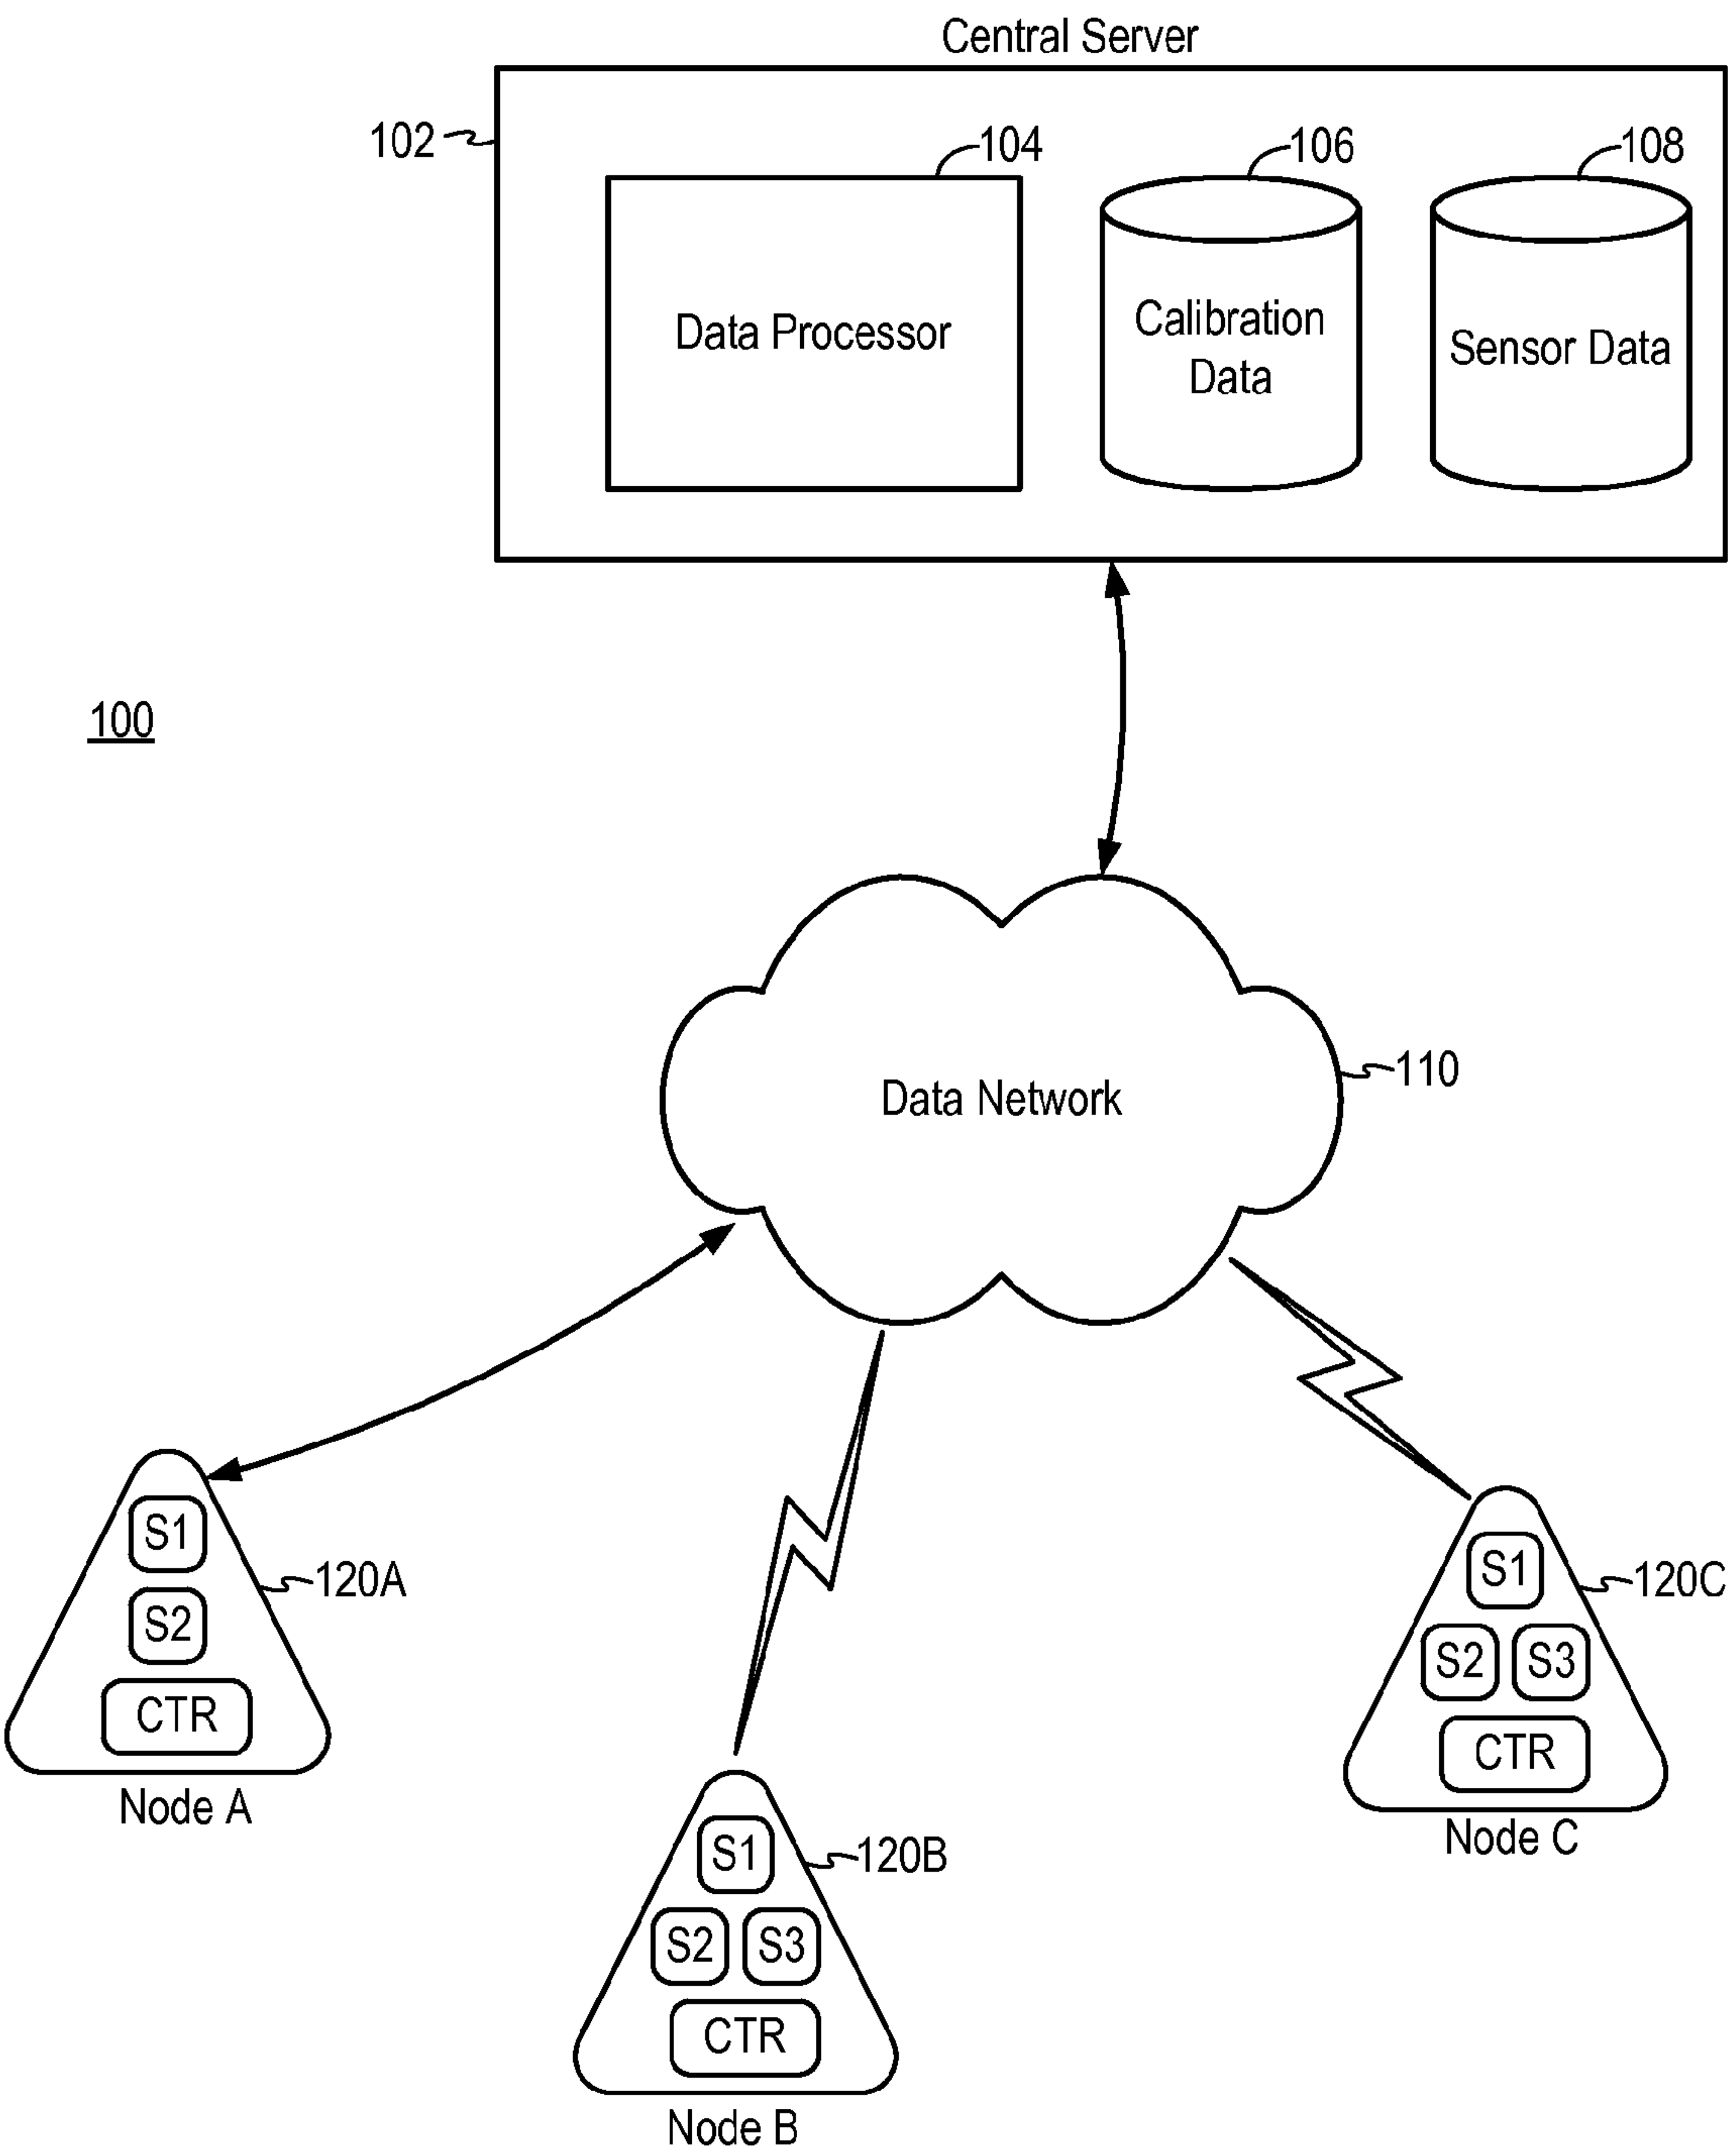 Central Server
102
104
106
108
Data Processor
Calibration
Data
Sensor Data
100
Data Network
110
S1
S2
CTR
120A
Node A
S1
S2 S3
CTR
120B
Node B
S1
S2 S3
CTR
120C
Node C